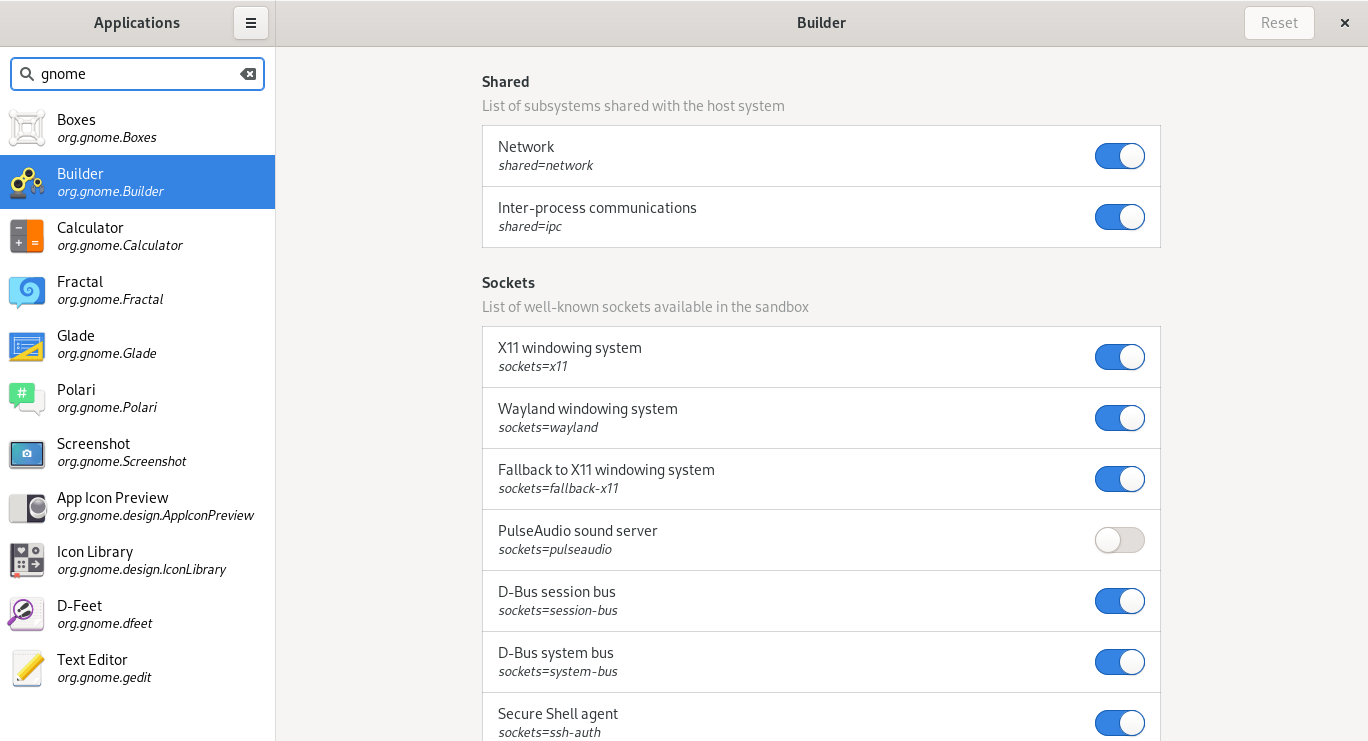 Applications
Builder
Reset
gnome
Boxes
org.gnome.Boxes
Builder
org.gnome.Builder
Calculator
org.gnome.Calculator
Fractal
org.gnome.Fractal
Glade
org.gnome.Glade
Polari
org.gnome.Polari
Screenshot
org.gnome.Screenshot
App Icon Preview
org.gnome.design.AppIconPreview
Icon Library
org.gnome.design.IconLibrary
D-Feet
org.gnome.dfeet
Text Editor
org.gnome.gedit
Shared
List of subsystems shared with the host system
Network
shared=network
Inter-process communications
shared=ipc
Sockets
List of well-known sockets available in the sandbox
X11 windowing system
sockets=x11
Wayland windowing system
sockets=wayland
Fallback to X11 windowing system
sockets=fallback-x11
PulseAudio sound server
sockets=pulseaudio
D-Bus session bus
sockets=session-bus
D-Bus system bus
sockets=system-bus
Secure Shell agent
sockets=ssh-auth